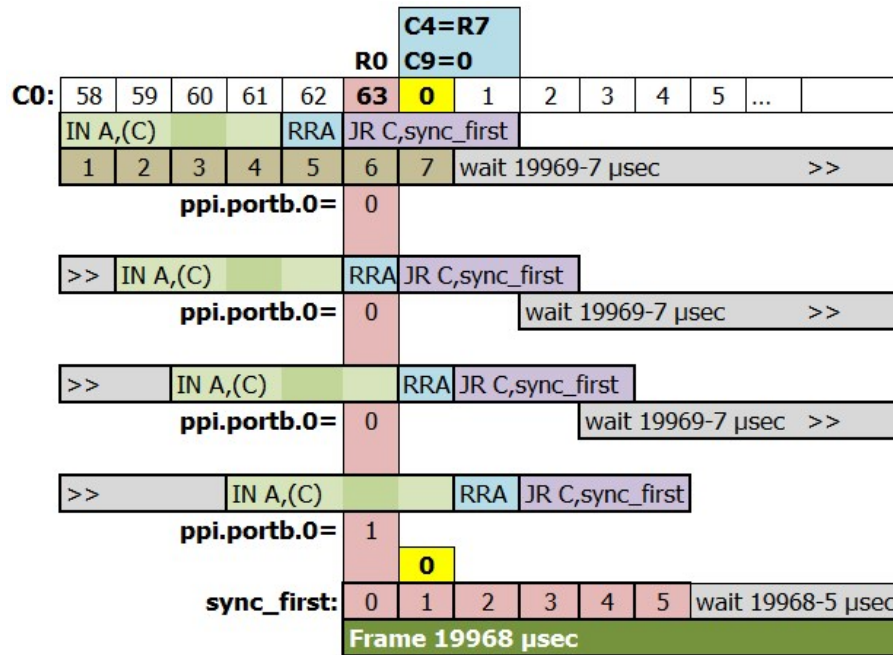 C4=R7
R0 C9=0
C0: 58 59 60 61 62 63 0 1 2 3 4 5 ...
IN A,(C) RRA JR C,sync_first
1 2 3 4 5 6 7 wait 19969-7 µsec >>
ppi.portb.0= 0
>> IN A,(C) RRA JR C,sync_first
ppi.portb.0= 0 wait 19969-7 µsec >>
>> IN A,(C) RRA JR C,sync_first
ppi.portb.0= 0 wait 19969-7 µsec >>
>> IN A,(C) RRA JR C,sync_first
ppi.portb.0= 1
0
sync_first: 0 1 2 3 4 5 wait 19968-5 µsec
Frame 19968 µsec